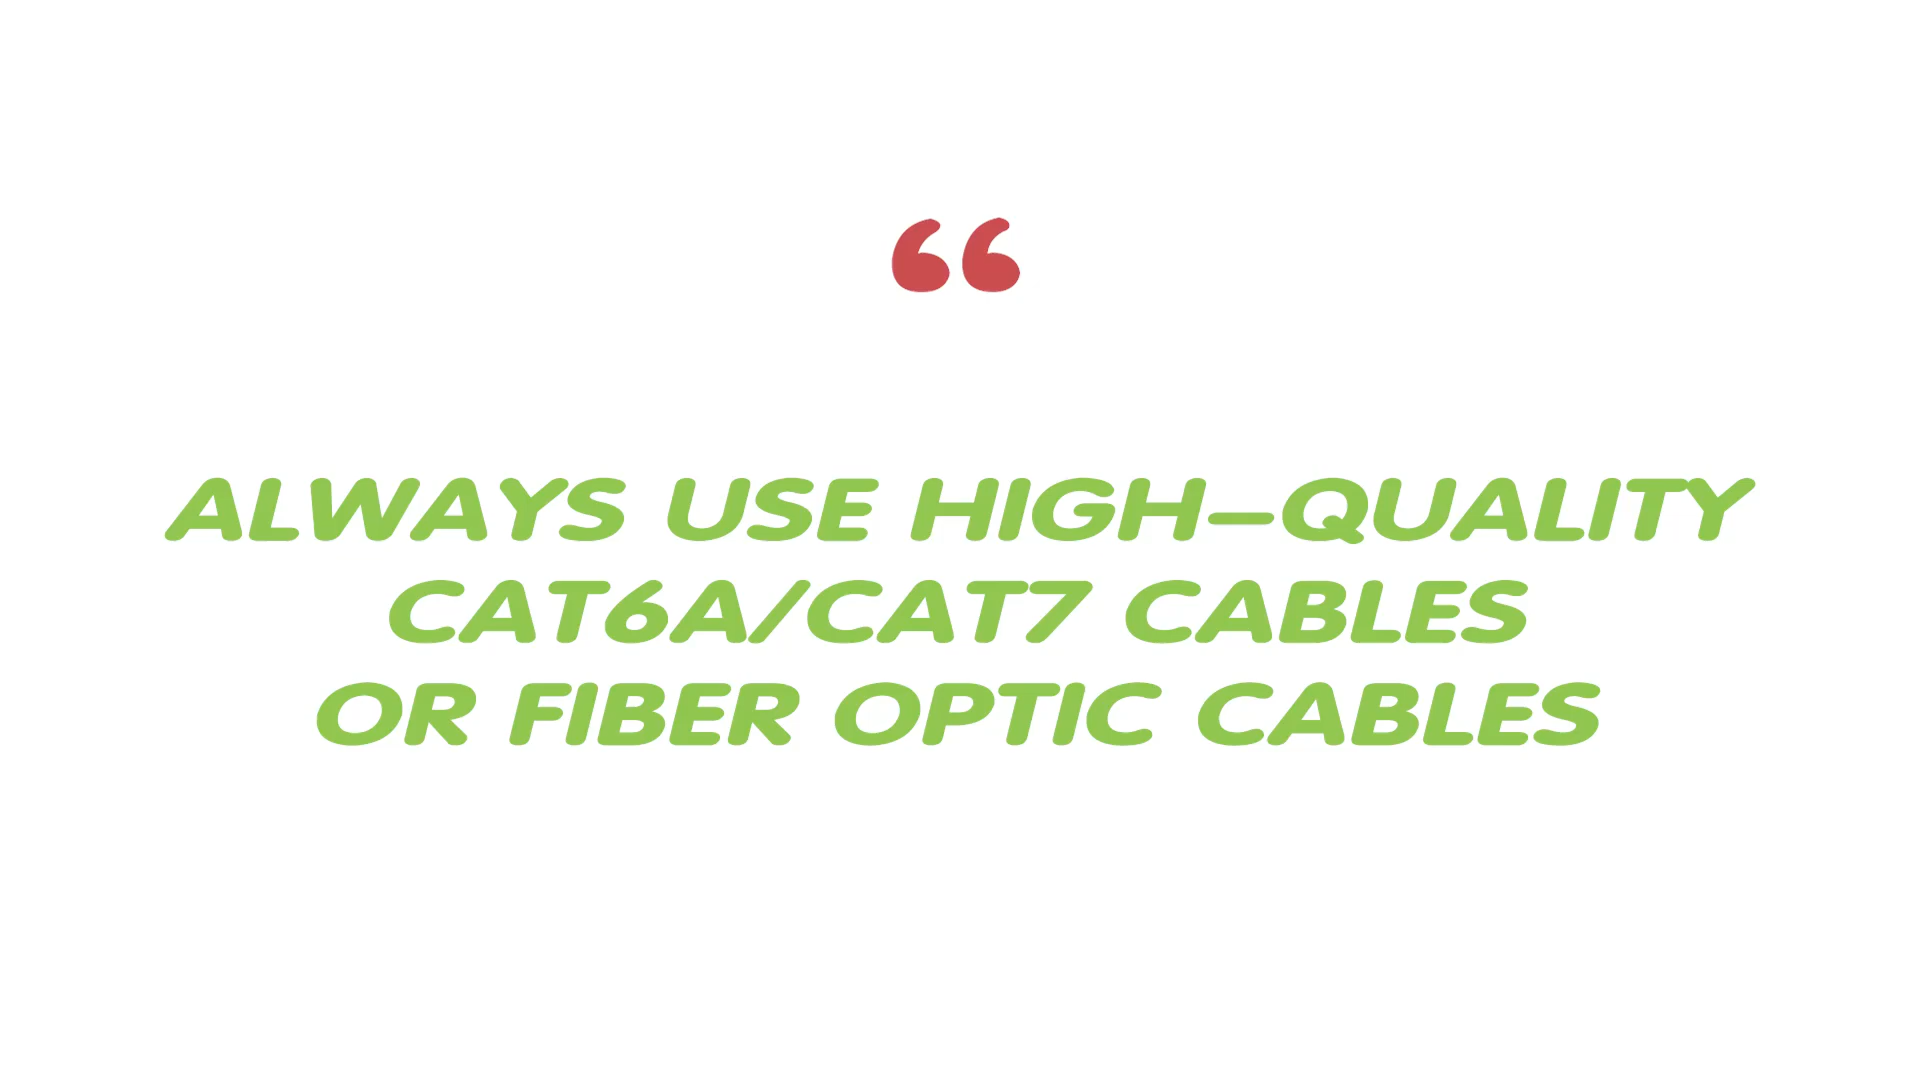 “
ALWAYS USE HIGH-QUALITY
CAT6A/CAT7 CABLES
OR FIBER OPTIC CABLES